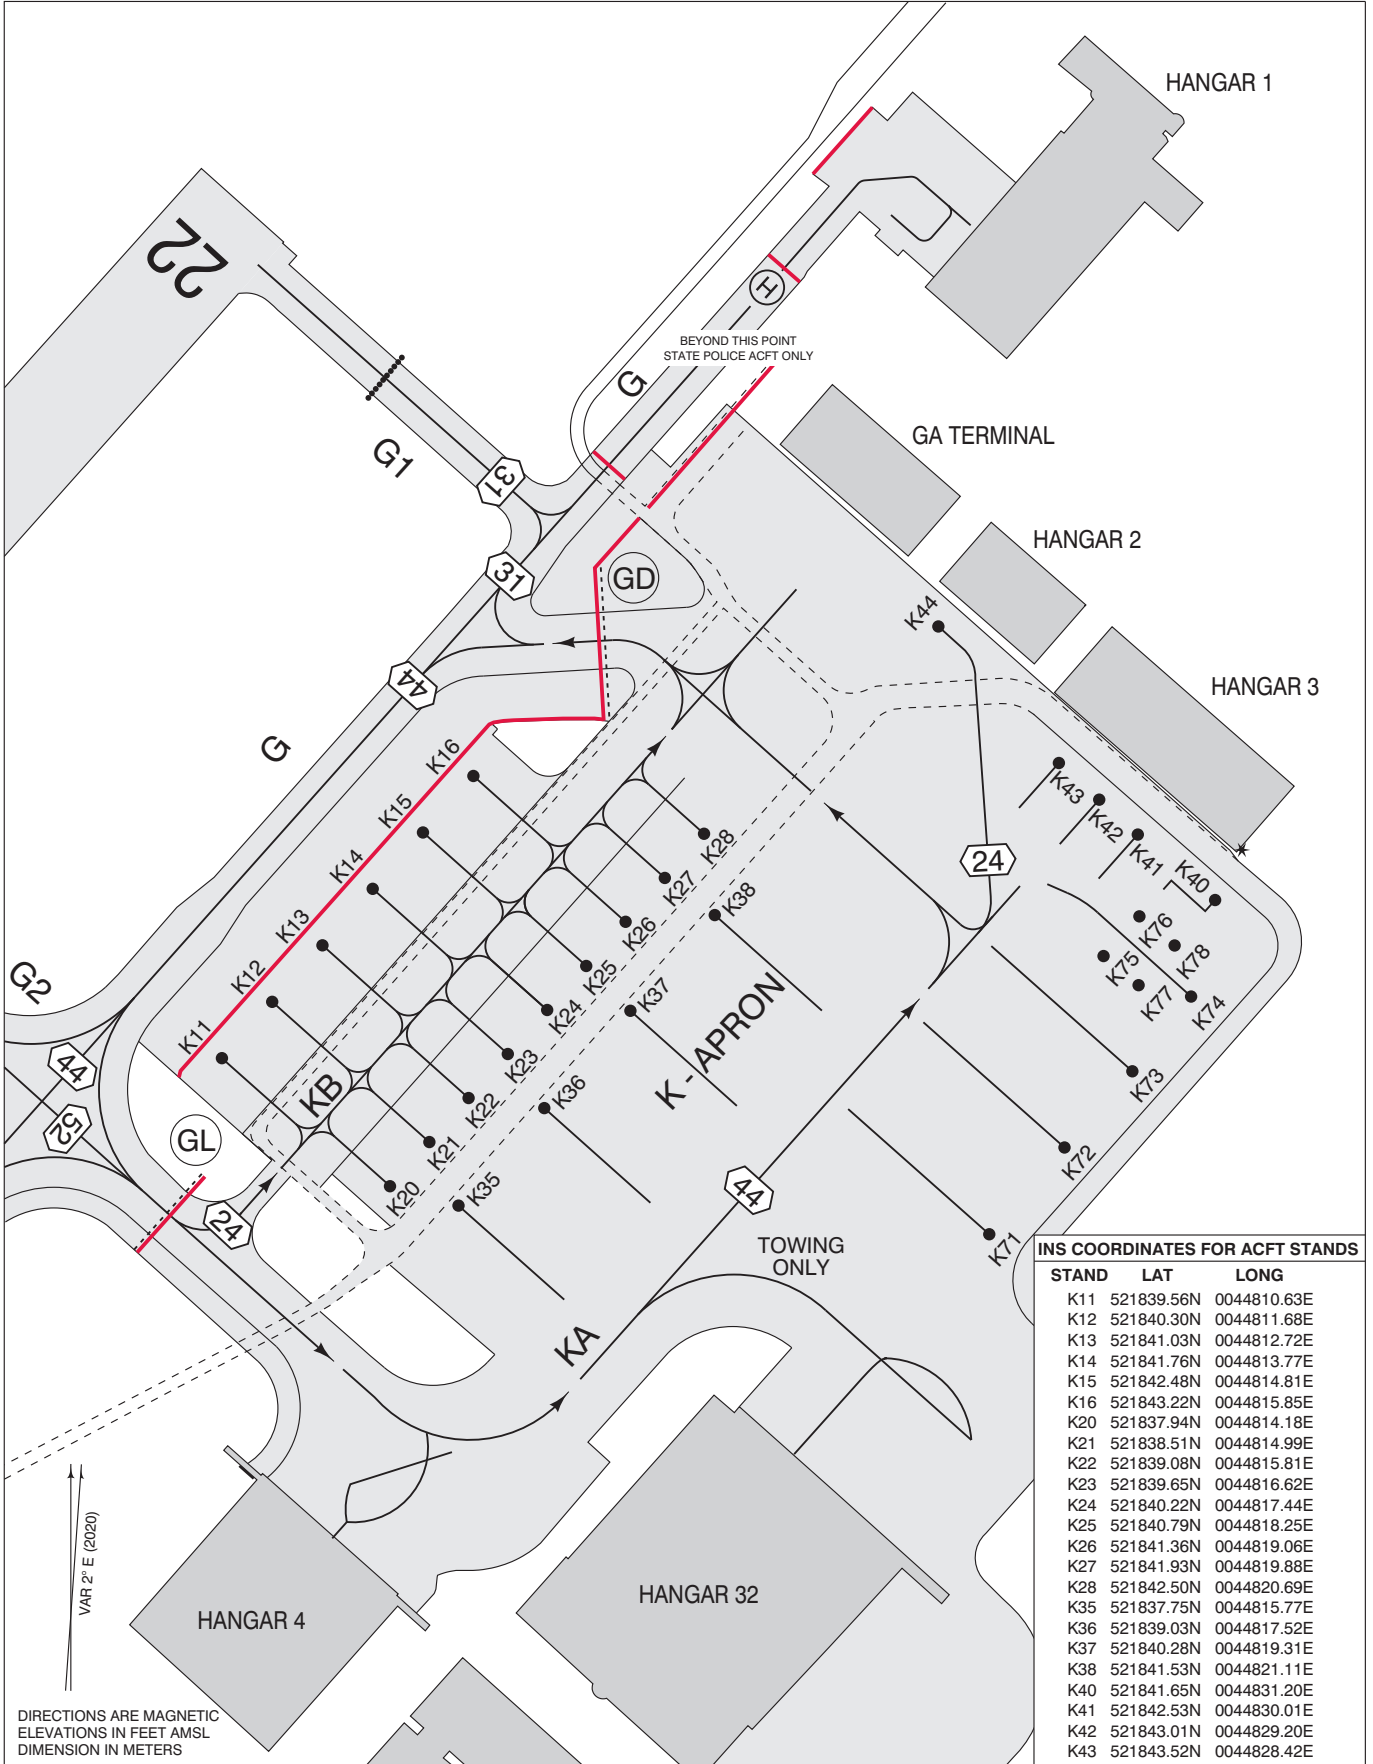 HANGAR 1
22
H
BEYOND THIS POINT
STATE POLICE ACFT ONLY
G
G1
31
GA TERMINAL
HANGAR 2
31
GD
K44
44
HANGAR 3
G
K16
K43
K42
K41
K40
K15
K28
24
K14
K27
K38
K76
K78
K13
K26
K75
K77
K74
K12
K25
K37
G2
K24
K-APRON
K11
K23
K73
44
KB
K22
K36
52
GL
K21
K72
K20
K35
44
24
K71
TOWING
ONLY
KA
INS COORDINATES FOR ACFT STANDS
STAND LAT LONG
K11 521839.56N 0044810.63E
K12 521840.30N 0044811.68E
K13 521841.03N 0044812.72E
K14 521841.76N 0044813.77E
K15 521842.48N 0044814.81E
K16 521843.22N 0044815.85E
K20 521837.94N 0044814.18E
K21 521838.51N 0044814.99E
K22 521839.08N 0044815.81E
K23 521839.65N 0044816.62E
K24 521840.22N 0044817.44E
K25 521840.79N 0044818.25E
K26 521841.36N 0044819.06E
K27 521841.93N 0044819.88E
K28 521842.50N 0044820.69E
K35 521837.75N 0044815.77E
K36 521839.03N 0044817.52E
K37 521840.28N 0044819.31E
K38 521841.53N 0044821.11E
K40 521841.65N 0044831.20E
K41 521842.53N 0044830.01E
K42 521843.01N 0044829.20E
K43 521843.52N 0044828.42E
VAR 2° E (2020)
HANGAR 4
HANGAR 32
DIRECTIONS ARE MAGNETIC
ELEVATIONS IN FEET AMSL
DIMENSION IN METERS